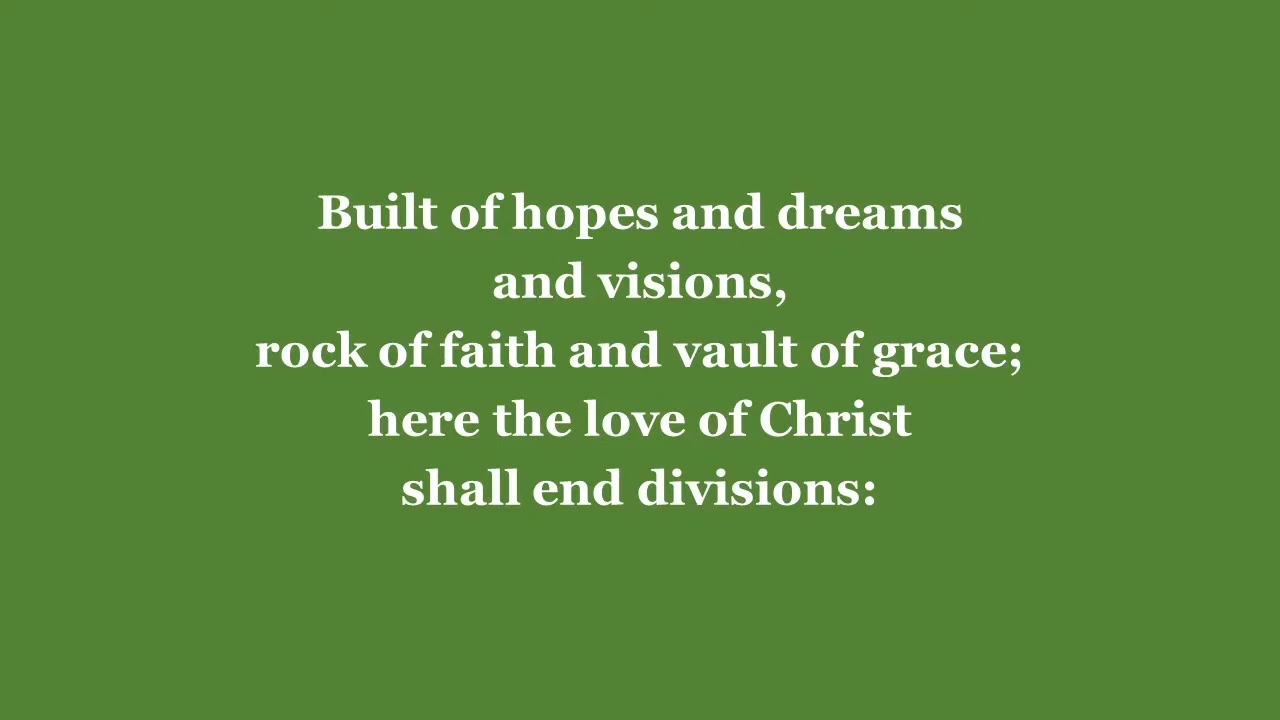 Built of hopes and dreams
and visions,
rock of faith and vault of grace;
here the love of Christ
shall end divisions: